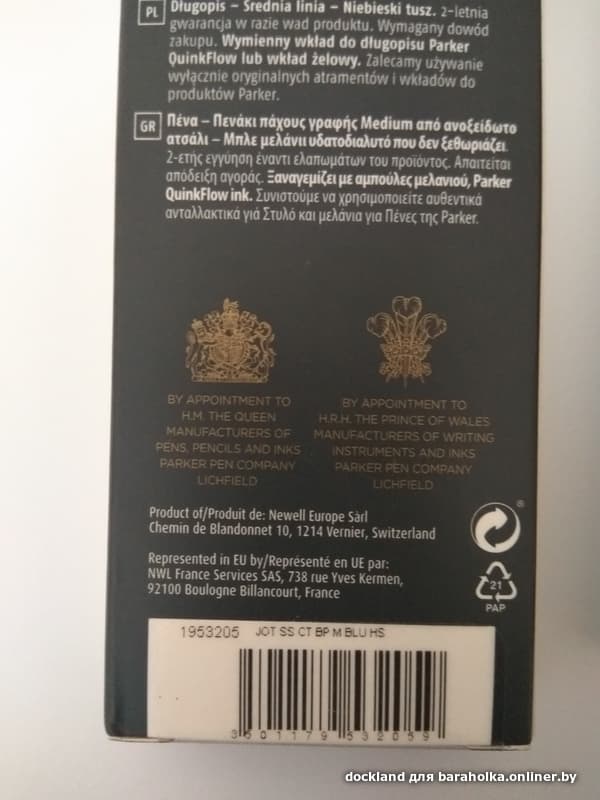 PL Długopis – Średnia linia – Niebieski tusz. 2-letnia
gwarancja w razie wad produktu. Wymagany dowód
zakupu. Wymienny wkład do długopisu Parker
QuinkFlow lub wkład żelowy. Zalecamy używanie
wyłącznie oryginalnych atramentów i wkładów do
produktów Parker.
GR Πένα – Πενάκι πάχους γραφής Medium από ανοξείδωτο
ατσάλι – Μπλε μελάνιι υδατοδιαλυτό που δεν ξεθωριάζει.
2-ετής εγγύηση έναντι ελαπωμάτων του προϊόντος. Απαιτείται
απόδειξη αγοράς. Ξαναγεμίζει με αμπούλες μελανιού, Parker
QuinkFlow ink. Συνιστούμε να χρησιμοποιείτε αυθεντικά
ανταλλακτικά γιά Στυλό και μελάνια για Πένες της Parker.
BY APPOINTMENT TO
H.M. THE QUEEN
MANUFACTURERS OF
PENS, PENCILS AND INKS
PARKER PEN COMPANY
LICHFIELD
BY APPOINTMENT TO
H.R.H. THE PRINCE OF WALES
MANUFACTURERS OF WRITING
INSTRUMENTS AND INKS
PARKER PEN COMPANY
LICHFIELD
Product of/Produit de: Newell Europe Sàrl
Chemin de Blandonnet 10, 1214 Vernier, Switzerland
Represented in EU by/Représenté en UE par:
NWL France Services SAS, 738 rue Yves Kermen,
92100 Boulogne Billancourt, France
®
21
PAP
1953205 JOT SS CT BP M BLU HS
3 501179 532059
dockland для baraholka.onliner.by